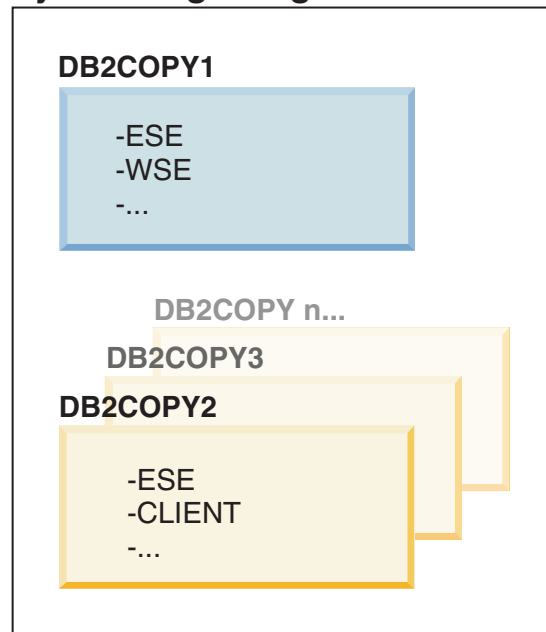 DB2COPY1
-ESE
-WSE
-...
DB2COPY n...
DB2COPY3
DB2COPY2
-ESE
-CLIENT
-...